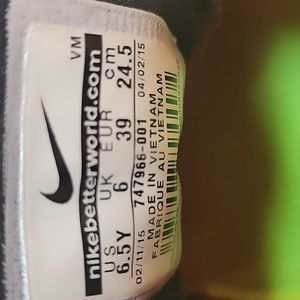 VM
nikebetterworld.com
US UK EUR cm
6.5Y 6 39 24.5
747966-001
02/11/15 04/02/15
MADE IN VIETNAM
FABRIQUE AU VIETNAM